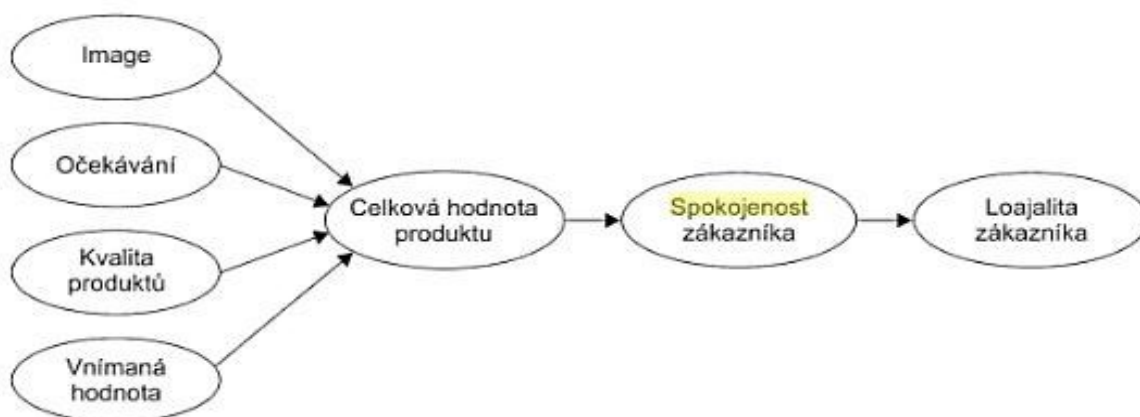 Image
Očekávání
Kvalita
produktů
Vnímaná
hodnota
Celková hodnota
produktu
Spokojenost
zákazníka
Loajalita
zákazníka